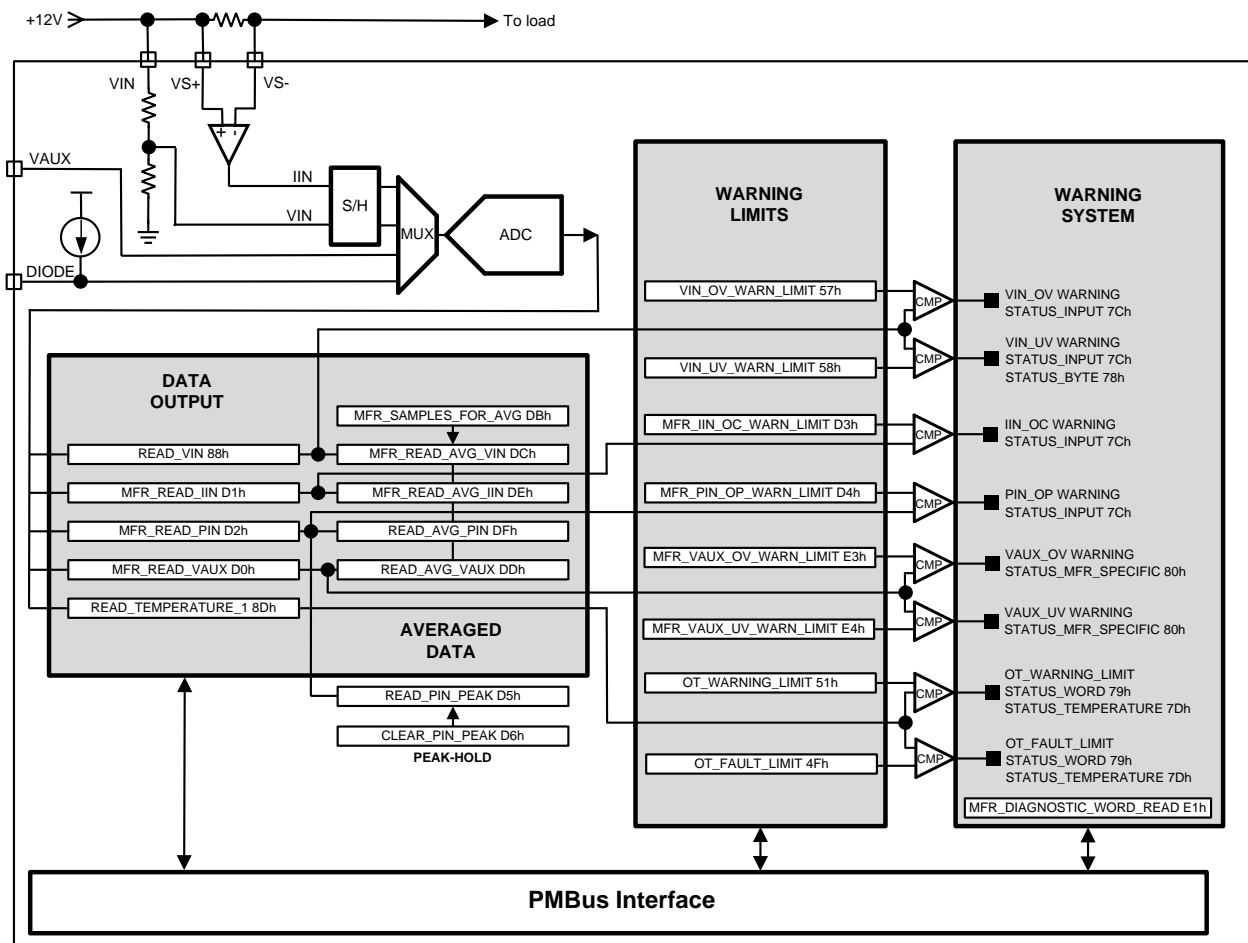 +12V
To load
VIN
VS+
VS-
+
-
VAUX
IIN
VIN
S/H
MUX
ADC
DIODE
DATA
OUTPUT
MFR_SAMPLES_FOR_AVG DBh
READ_VIN 88h
MFR_READ_AVG_VIN DCh
MFR_READ_IIN D1h
MFR_READ_AVG_IIN DEh
MFR_READ_PIN D2h
READ_AVG_PIN DFh
MFR_READ_VAUX D0h
READ_AVG_VAUX DDh
READ_TEMPERATURE_1 8Dh
AVERAGED
DATA
READ_PIN_PEAK D5h
CLEAR_PIN_PEAK D6h
PEAK-HOLD
WARNING
LIMITS
VIN_OV_WARN_LIMIT 57h
VIN_UV_WARN_LIMIT 58h
MFR_IIN_OC_WARN_LIMIT D3h
MFR_PIN_OP_WARN_LIMIT D4h
MFR_VAUX_OV_WARN_LIMIT E3h
MFR_VAUX_UV_WARN_LIMIT E4h
OT_WARNING_LIMIT 51h
OT_FAULT_LIMIT 4Fh
CMP
CMP
CMP
CMP
CMP
CMP
CMP
CMP
WARNING
SYSTEM
VIN_OV WARNING
STATUS_INPUT 7Ch
VIN_UV WARNING
STATUS_INPUT 7Ch
STATUS_BYTE 78h
IIN_OC WARNING
STATUS_INPUT 7Ch
PIN_OP WARNING
STATUS_INPUT 7Ch
VAUX_OV WARNING
STATUS_MFR_SPECIFIC 80h
VAUX_UV WARNING
STATUS_MFR_SPECIFIC 80h
OT_WARNING_LIMIT
STATUS_WORD 79h
STATUS_TEMPERATURE 7Dh
OT_FAULT_LIMIT
STATUS_WORD 79h
STATUS_TEMPERATURE 7Dh
MFR_DIAGNOSTIC_WORD_READ E1h
PMBus Interface